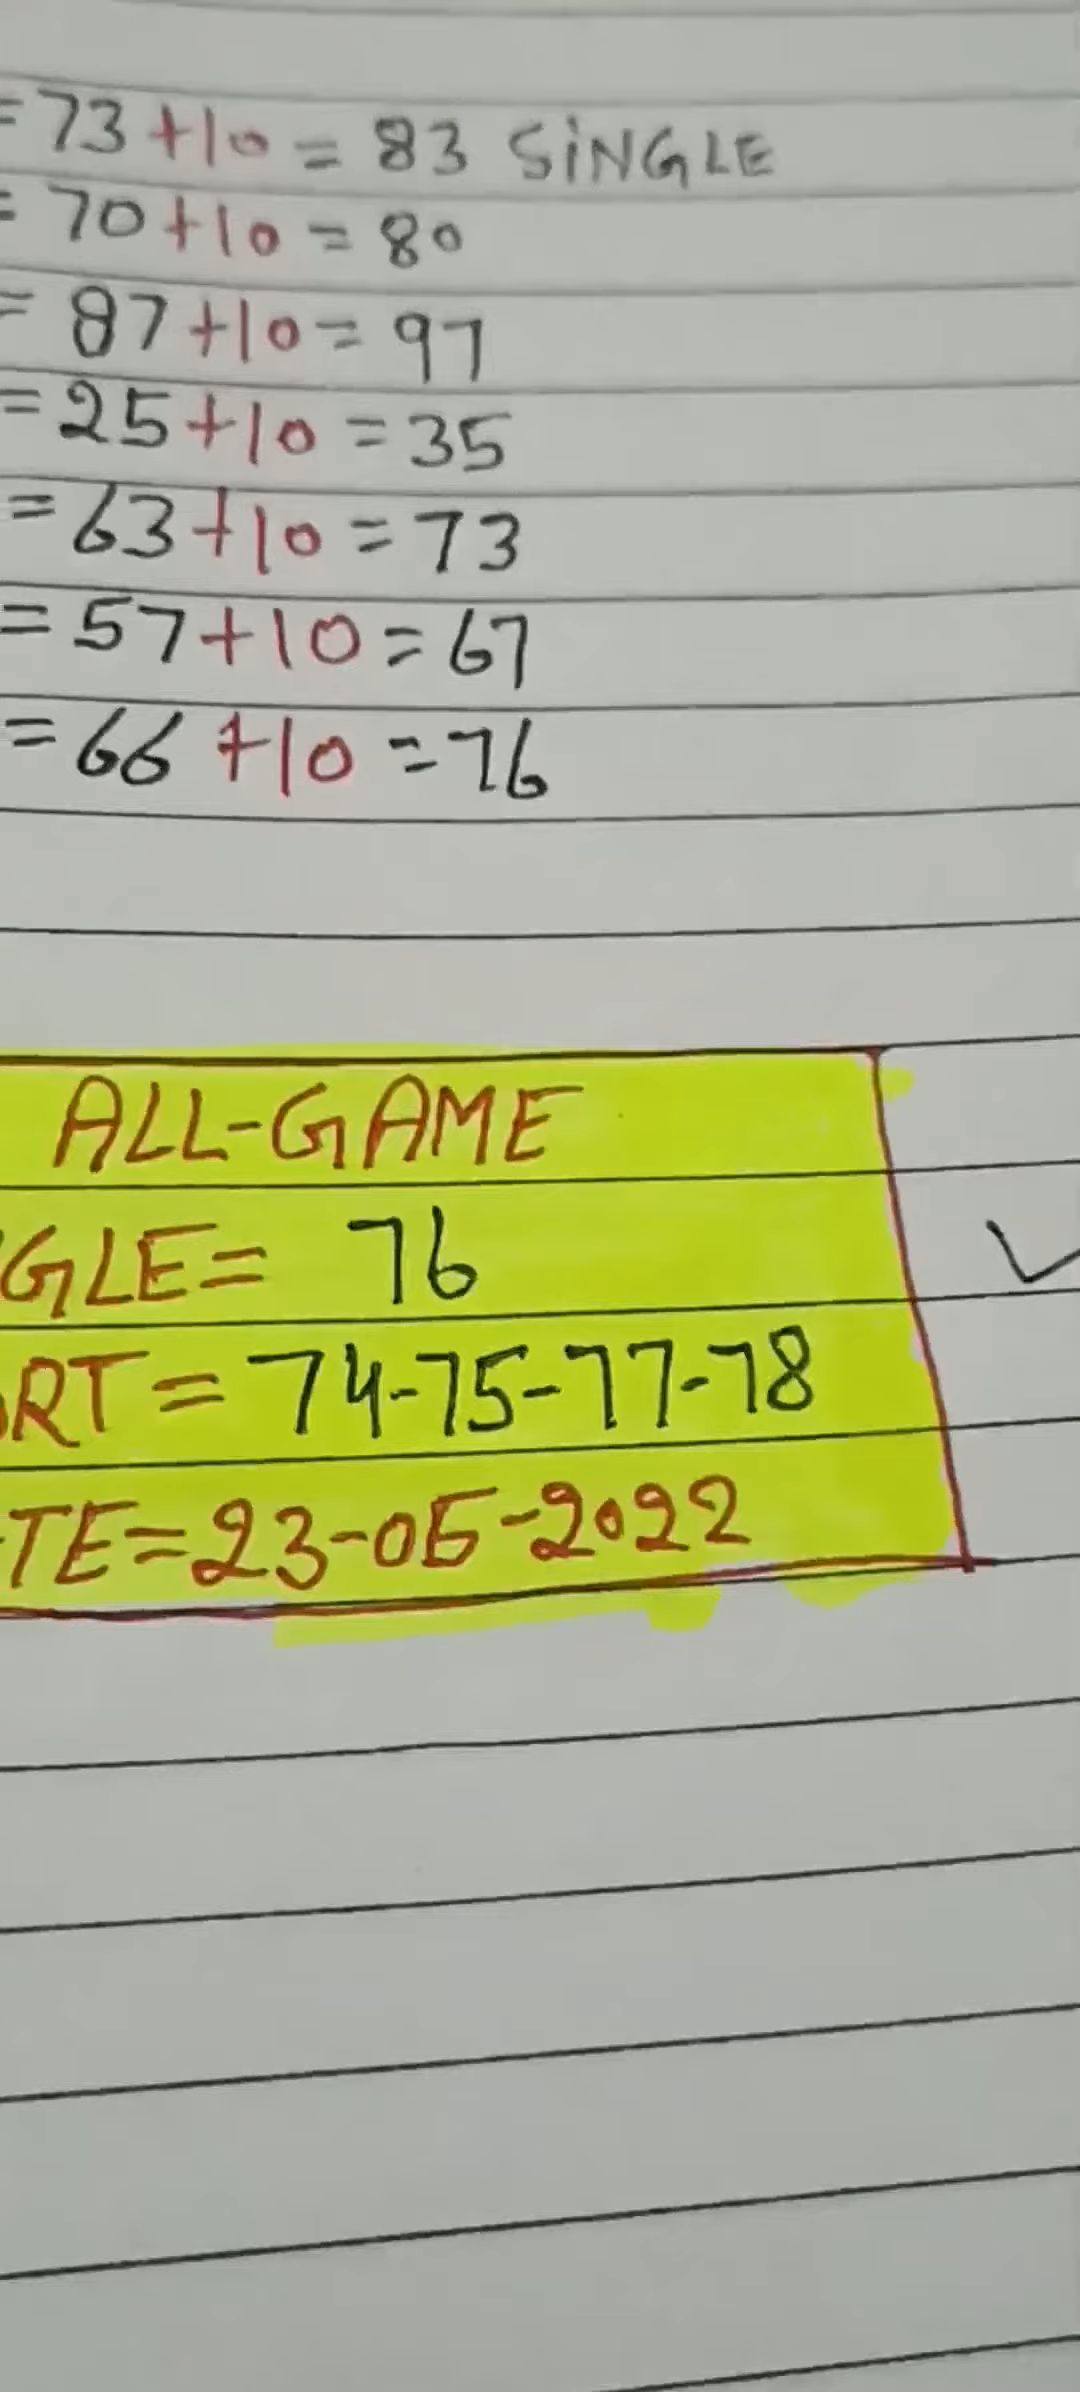 =73+10=83 SiNGLE
=70+10=80
=87+10=97
=25+10=35
=63+10=73
=57+10=67
=66+10=76
ALL-GAME
GLE= 76
RT=74-75-77-78
TE=23-05-2022